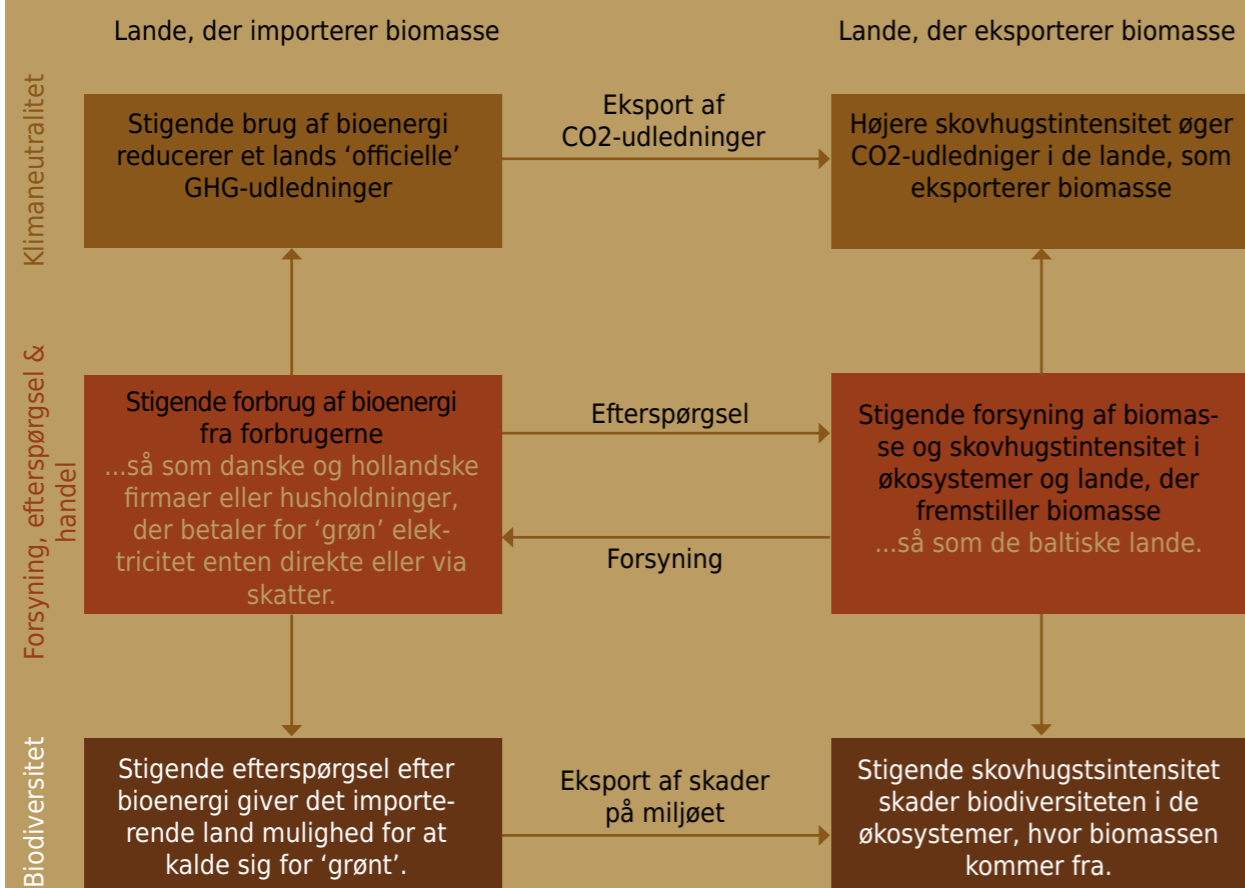 Lande, der importerer biomasse
Lande, der eksporterer biomasse
Klimaneutralitet
Stigende brug af bioenergi
reducerer et lands ‘officielle’
GHG-udledninger
Eksport af
CO2-udledninger
Højere skovhugstintensitet øger
CO2-udledniger i de lande, som
eksporterer biomasse
Forsyning, efterspørgsel &
handel
Stigende forbrug af bioenergi
fra forbrugerne
...så som danske og hollandske
firmaer eller husholdninger,
der betaler for ‘grøn’ elek-
tricitet enten direkte eller via
skatter.
Efterspørgsel
Forsyning
Stigende forsyning af biomas-
se og skovhugstintensitet i
økosystemer og lande, der
fremstiller biomasse
...så som de baltiske lande.
Biodiversitet
Stigende efterspørgsel efter
bioenergi giver det importe-
rende land mulighed for at
kalde sig for ‘grønt’.
Eksport af skader
på miljøet
Stigende skovhugstsintensitet
skader biodiversiteten i de
økosystemer, hvor biomassen
kommer fra.